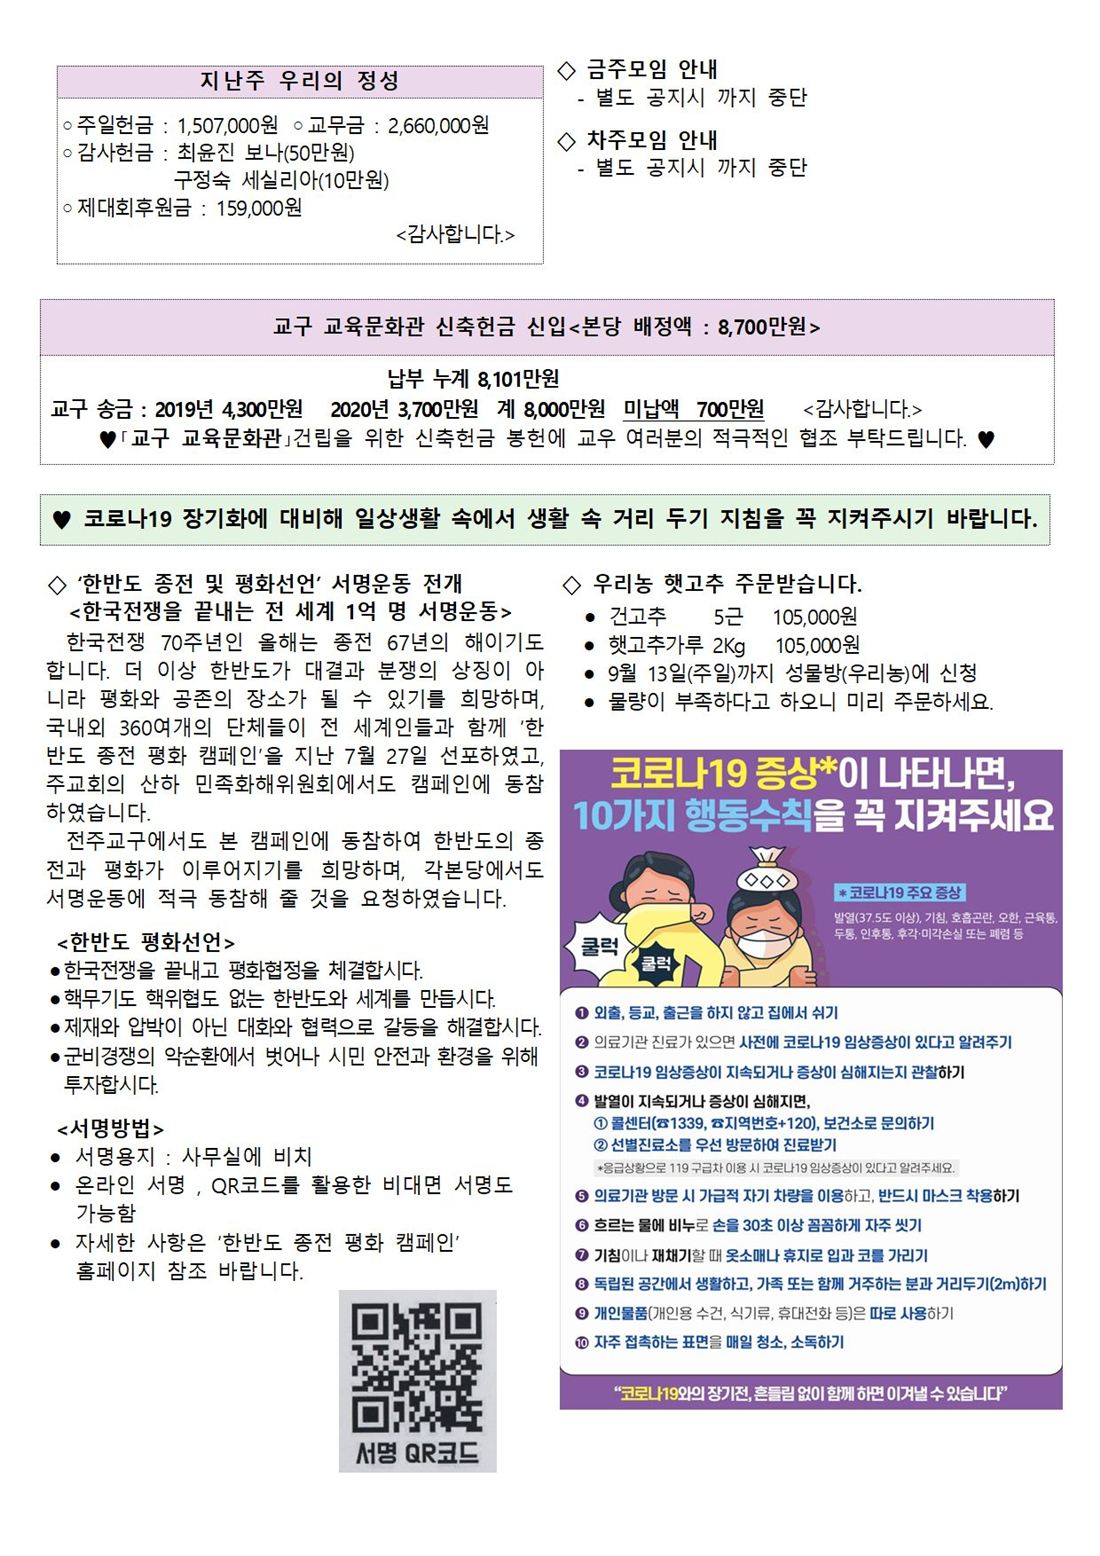 지난주 우리의 정성
○ 주일헌금 : 1,507,000원 ○ 교무금 : 2,660,000원
○ 감사헌금 : 최윤진 보나(50만원)
구정숙 세실리아(10만원)
○ 제대회후원금 : 159,000원
<감사합니다.>
◇ 금주모임 안내
- 별도 공지시 까지 중단
◇ 차주모임 안내
- 별도 공지시 까지 중단
교구 교육문화관 신축헌금 신입<본당 배정액 : 8,700만원>
납부 누계 8,101만원
교구 송금 : 2019년 4,300만원 2020년 3,700만원 계 8,000만원 미납액 700만원 <감사합니다.>
♥「교구 교육문화관」건립을 위한 신축헌금 봉헌에 교우 여러분의 적극적인 협조 부탁드립니다. ♥
♥ 코로나19 장기화에 대비해 일상생활 속에서 생활 속 거리 두기 지침을 꼭 지켜주시기 바랍니다.
◇ ‘한반도 종전 및 평화선언’ 서명운동 전개
<한국전쟁을 끝내는 전 세계 1억 명 서명운동>
한국전쟁 70주년인 올해는 종전 67년의 해이기도
합니다. 더 이상 한반도가 대결과 분쟁의 상징이 아
니라 평화와 공존의 장소가 될 수 있기를 희망하며,
국내외 360여개의 단체들이 전 세계인들과 함께 ‘한
반도 종전 평화 캠페인’을 지난 7월 27일 선포하였고,
주교회의 산하 민족화해위원회에서도 캠페인에 동참
하였습니다.
전주교구에서도 본 캠페인에 동참하여 한반도의 종
전과 평화가 이루어지기를 희망하며, 각본당에서도
서명운동에 적극 동참해 줄 것을 요청하였습니다.
<한반도 평화선언>
●한국전쟁을 끝내고 평화협정을 체결합시다.
●핵무기도 핵위협도 없는 한반도와 세계를 만듭시다.
●제재와 압박이 아닌 대화와 협력으로 갈등을 해결합시다.
●군비경쟁의 악순환에서 벗어나 시민 안전과 환경을 위해
투자합시다.
<서명방법>
● 서명용지 : 사무실에 비치
● 온라인 서명 , QR코드를 활용한 비대면 서명도
가능함
● 자세한 사항은 ‘한반도 종전 평화 캠페인’
홈페이지 참조 바랍니다.
서명 QR코드
◇ 우리농 햇고추 주문받습니다.
● 건고추 5근 105,000원
● 햇고추가루 2Kg 105,000원
● 9월 13일(주일)까지 성물방(우리농)에 신청
● 물량이 부족하다고 하오니 미리 주문하세요.
코로나19 증상*이 나타나면,
10가지 행동수칙을 꼭 지켜주세요
쿨럭
쿨럭
* 코로나19 주요 증상
발열(37.5도 이상), 기침, 호흡곤란, 오한, 근육통,
두통, 인후통, 후각·미각손실 또는 폐렴 등
❶ 외출, 등교, 출근을 하지 않고 집에서 쉬기
❷ 의료기관 진료가 있으면 사전에 코로나19 임상증상이 있다고 알려주기
❸ 코로나19 임상증상이 지속되거나 증상이 심해지는지 관찰하기
❹ 발열이 지속되거나 증상이 심해지면,
① 콜센터(☎1339, ☎지역번호+120), 보건소로 문의하기
② 선별진료소를 우선 방문하여 진료받기
*응급상황으로 119 구급차 이용 시 코로나19 임상증상이 있다고 알려주세요.
❺ 의료기관 방문 시 가급적 자기 차량을 이용하고, 반드시 마스크 착용하기
❻ 흐르는 물에 비누로 손을 30초 이상 꼼꼼하게 자주 씻기
❼ 기침이나 재채기할 때 옷소매나 휴지로 입과 코를 가리기
❽ 독립된 공간에서 생활하고, 가족 또는 함께 거주하는 분과 거리두기(2m)하기
❾ 개인물품(개인용 수건, 식기류, 휴대전화 등)은 따로 사용하기
❿ 자주 접촉하는 표면을 매일 청소, 소독하기
“코로나19와의 장기전, 흔들림 없이 함께 하면 이겨낼 수 있습니다”